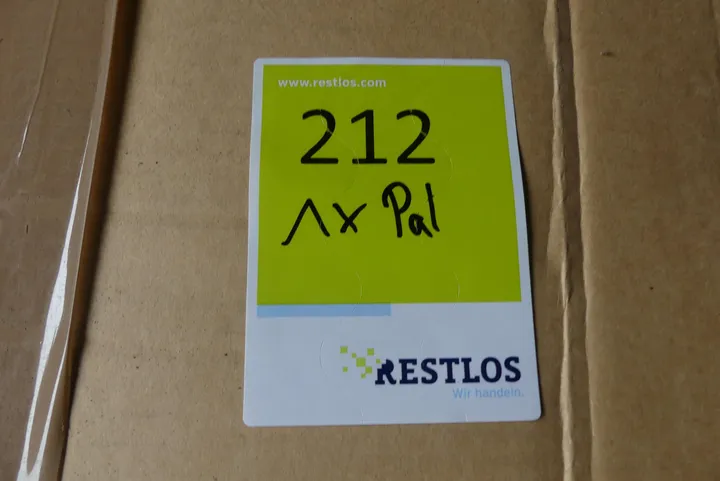 www.restlos.com
212
1x Pal
RESTLOS
Wir handeln.